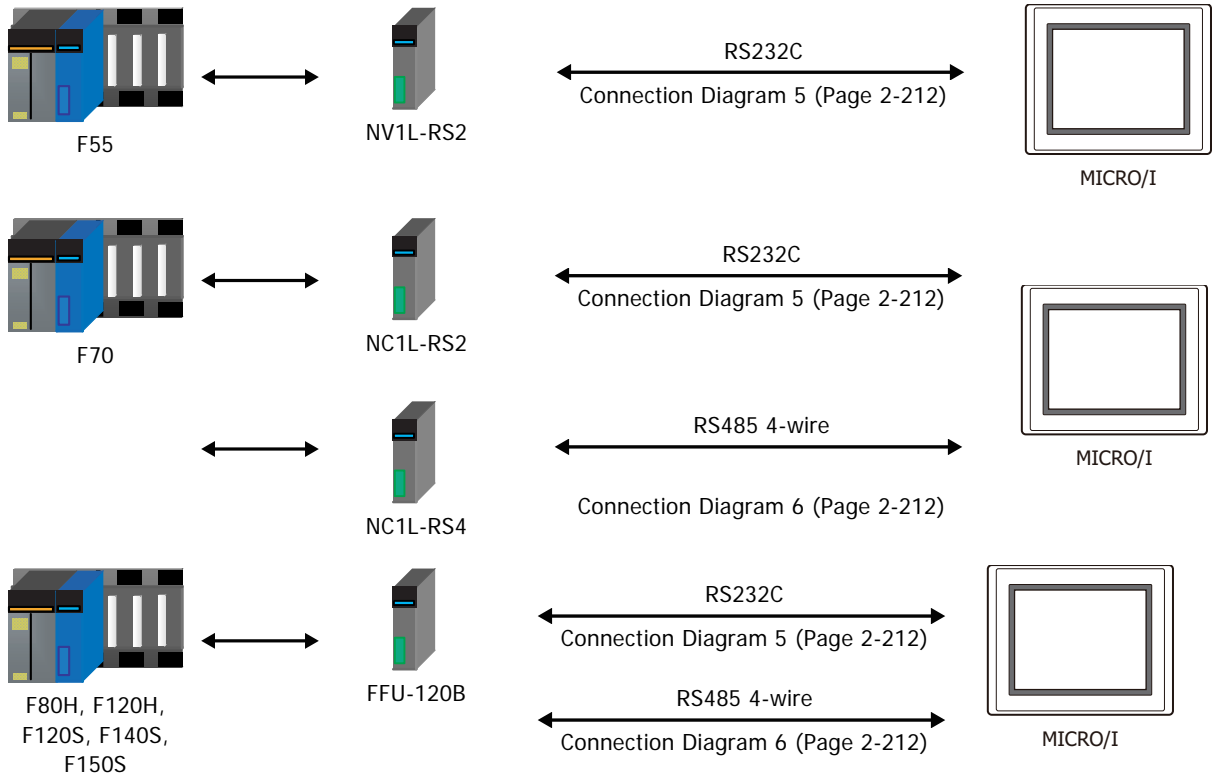 RS232C
Connection Diagram 5 (Page 2-212)
F55
NV1L-RS2
MICRO/I
RS232C
Connection Diagram 5 (Page 2-212)
F70
NC1L-RS2
RS485 4-wire
MICRO/I
Connection Diagram 6 (Page 2-212)
NC1L-RS4
RS232C
Connection Diagram 5 (Page 2-212)
F80H, F120H,
F120S, F140S,
F150S
FFU-120B
RS485 4-wire
Connection Diagram 6 (Page 2-212)
MICRO/I